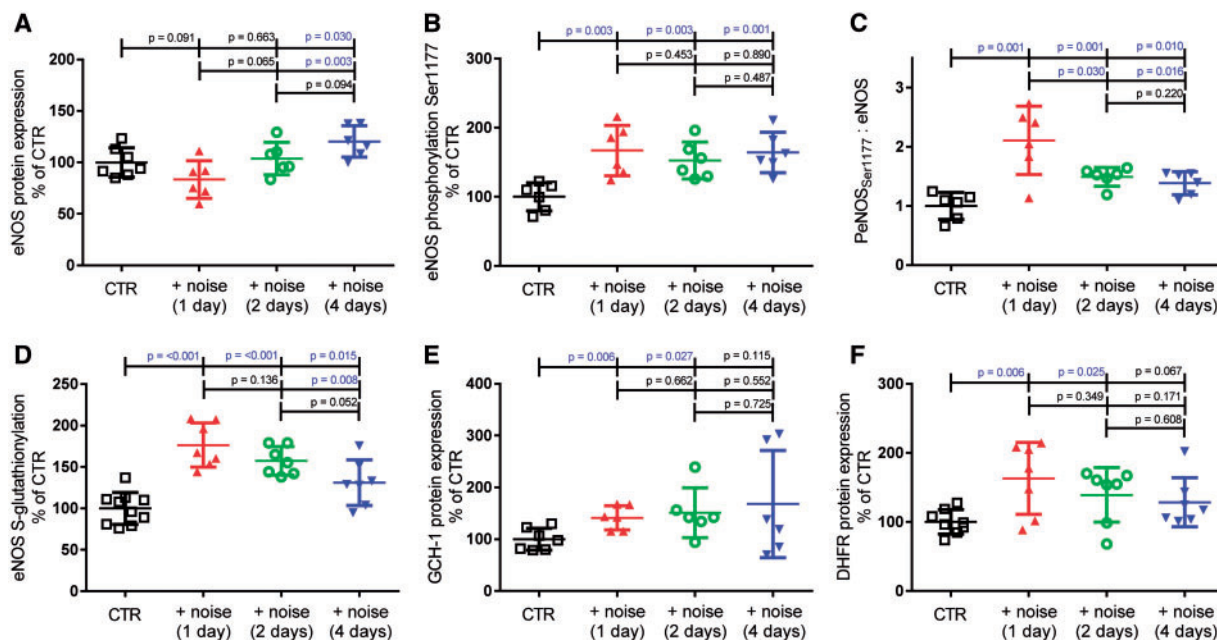 A
p = 0.091
p = 0.663
p = 0.030
p = 0.065
p = 0.003
p = 0.094
eNOS protein expression
% of CTR
200
150
100
50
0
CTR
+ noise
(1 day)
+ noise
(2 days)
+ noise
(4 days)
B
p = 0.003
p = 0.003
p = 0.001
p = 0.453
p = 0.890
p = 0.487
eNOS phosphorylation Ser1177
% of CTR
300
200
100
0
CTR
+ noise
(1 day)
+ noise
(2 days)
+ noise
(4 days)
C
p = 0.001
p = 0.001
p = 0.010
p = 0.030
p = 0.016
p = 0.220
PeNOSSer1177 : eNOS
3
2
1
0
CTR
+ noise
(1 day)
+ noise
(2 days)
+ noise
(4 days)
D
p = <0.001
p = <0.001
p = 0.015
p = 0.136
p = 0.008
p = 0.052
eNOS S-glutathionylation
% of CTR
250
200
150
100
50
0
CTR
+ noise
(1 day)
+ noise
(2 days)
+ noise
(4 days)
E
p = 0.006
p = 0.027
p = 0.115
p = 0.662
p = 0.552
p = 0.725
GCH-1 protein expression
% of CTR
400
300
200
100
0
CTR
+ noise
(1 day)
+ noise
(2 days)
+ noise
(4 days)
F
p = 0.006
p = 0.025
p = 0.067
p = 0.349
p = 0.171
p = 0.608
DHFR protein expression
% of CTR
300
200
100
0
CTR
+ noise
(1 day)
+ noise
(2 days)
+ noise
(4 days)